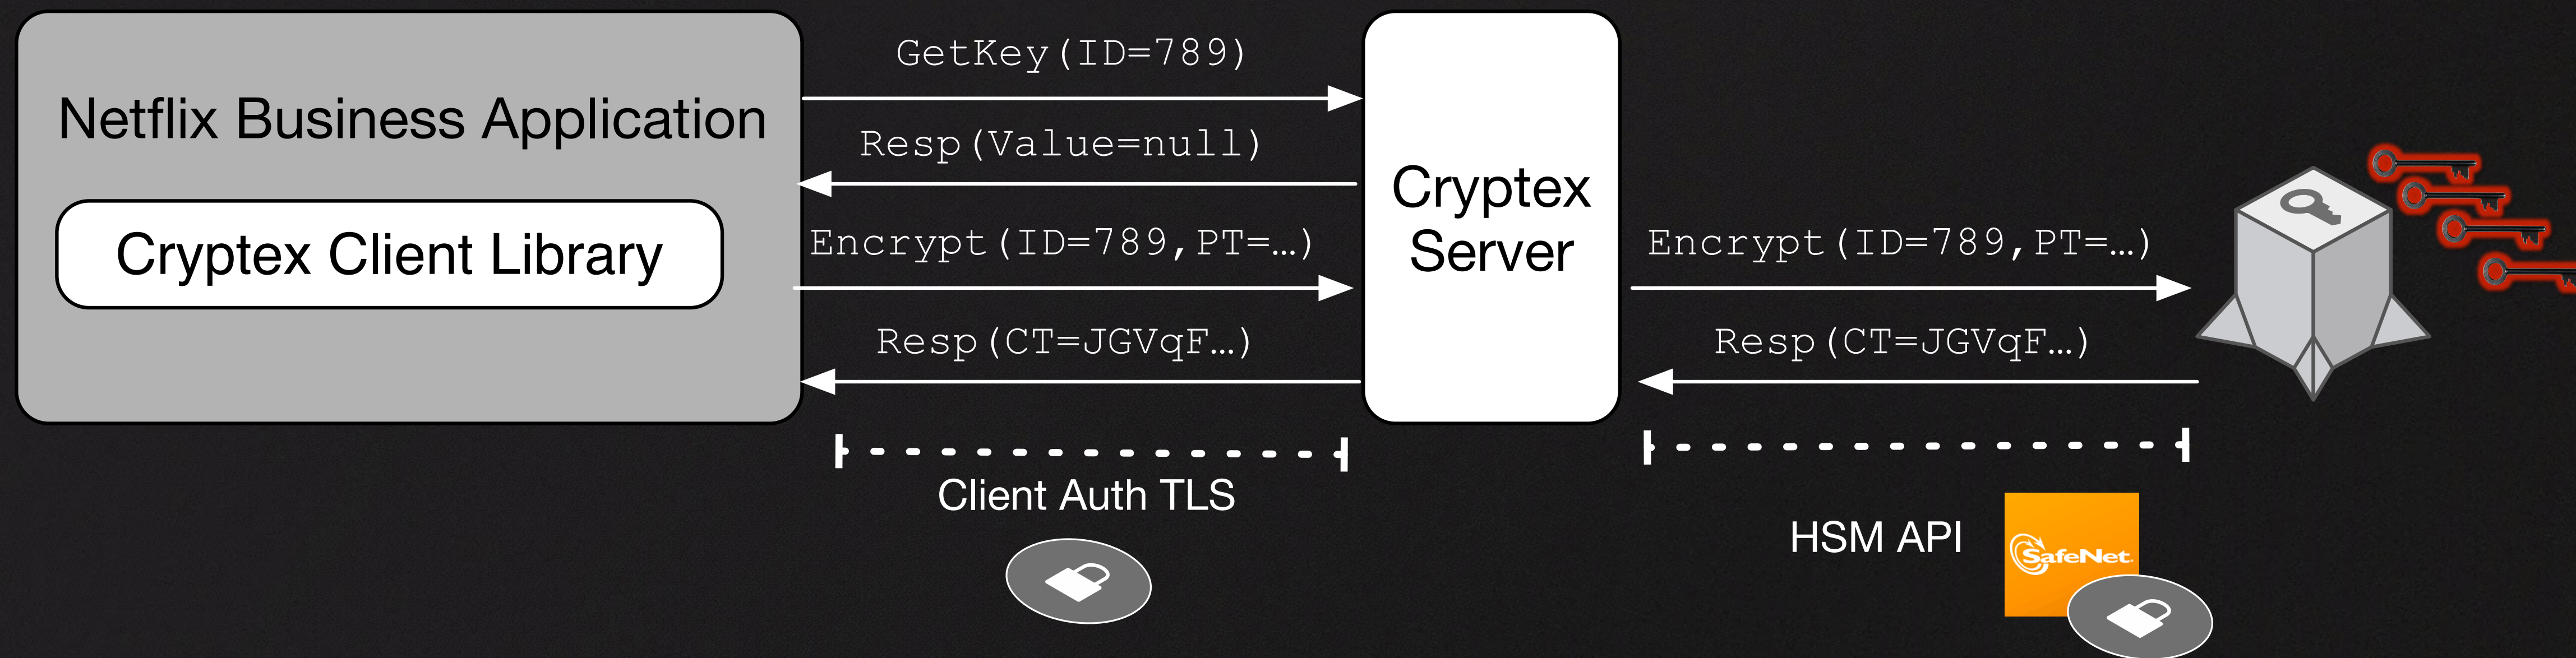 GetKey(ID=789)
Netflix Business Application
Resp(Value=null)
Cryptex Client Library
Encrypt(ID=789,PT=…)
Resp(CT=JGVqF…)
Cryptex
Server
Encrypt(ID=789,PT=…)
Resp(CT=JGVqF…)
Client Auth TLS
HSM API
SafeNet.